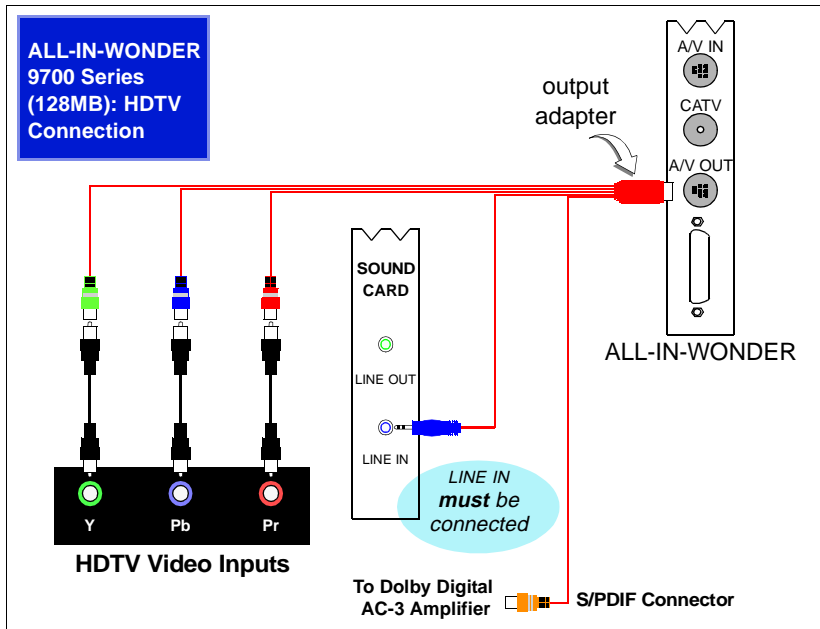 ALL-IN-WONDER
9700 Series
(128MB): HDTV
Connection
output
adapter
A/V IN
CATV
A/V OUT
ALL-IN-WONDER
SOUND
CARD
LINE OUT
LINE IN
LINE IN
must be
connected
Y
Pb
Pr
HDTV Video Inputs
To Dolby Digital
AC-3 Amplifier
S/PDIF Connector